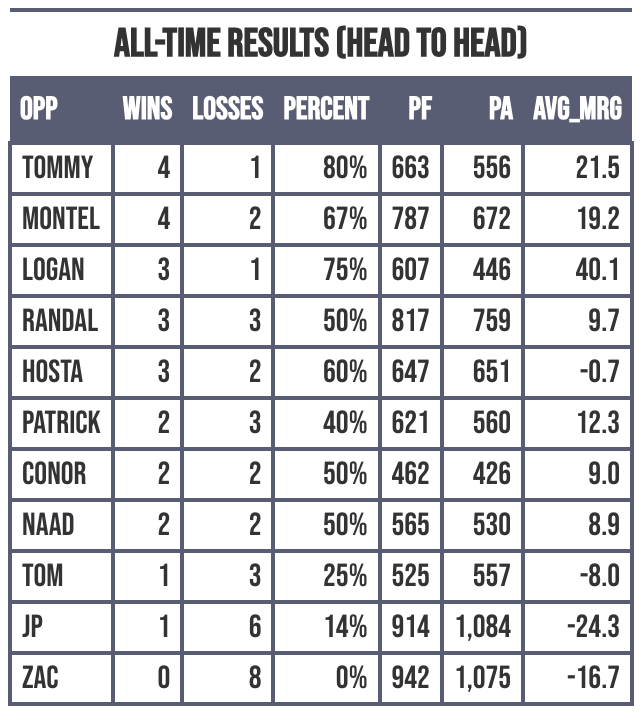 ALL-TIME RESULTS (HEAD TO HEAD)
OPP WINS LOSSES PERCENT PF PA AVG_MRG
TOMMY 4 1 80% 663 556 21.5
MONTEL 4 2 67% 787 672 19.2
LOGAN 3 1 75% 607 446 40.1
RANDAL 3 3 50% 817 759 9.7
HOSTA 3 2 60% 647 651 -0.7
PATRICK 2 3 40% 621 560 12.3
CONOR 2 2 50% 462 426 9.0
NAAD 2 2 50% 565 530 8.9
TOM 1 3 25% 525 557 -8.0
JP 1 6 14% 914 1,084 -24.3
ZAC 0 8 0% 942 1,075 -16.7